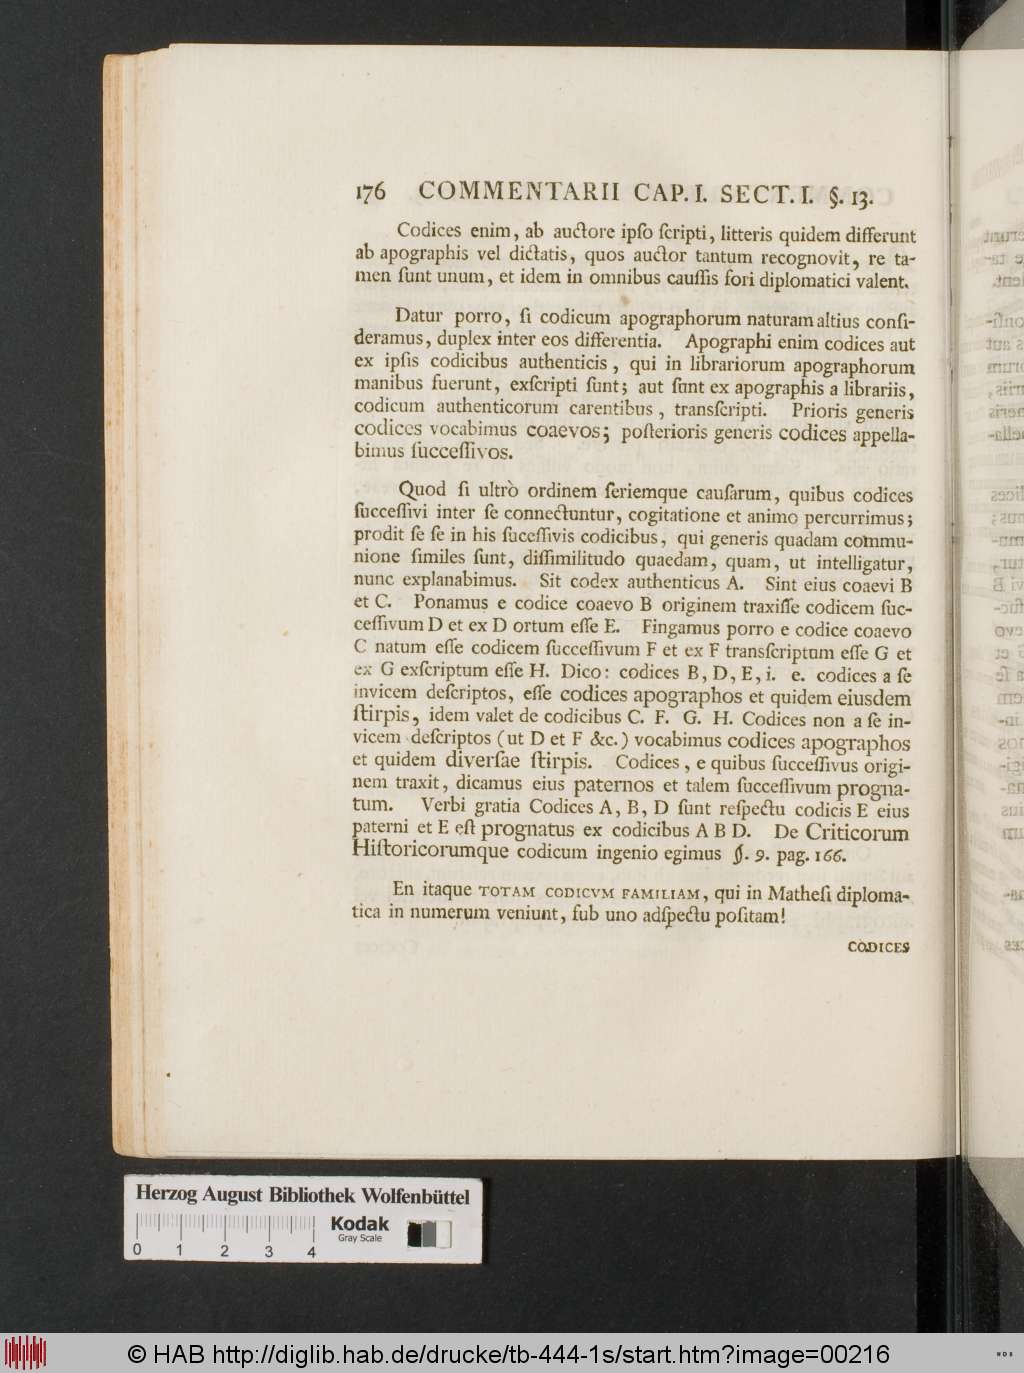 176 COMMENTARII CAP. I. SECT. I. §. 13.
Codices enim, ab auctore ipſo ſcripti, litteris quidem differunt
ab apographis vel dictatis, quos auctor tantum recognovit, re ta-
men ſunt unum, et idem in omnibus cauſſis fori diplomatici valent.
Datur porro, ſi codicum apographorum naturam altius conſi-
deramus, duplex inter eos differentia. Apographi enim codices aut
ex ipſis codicibus authenticis, qui in librariorum apographorum
manibus fuerunt, exſcripti ſunt; aut ſunt ex apographis a librariis,
codicum authenticorum carentibus, transſcripti. Prioris generis
codices vocabimus coaevos; poſterioris generis codices appella-
bimus ſucceſſivos.
Quod ſi ultrò ordinem ſeriemque cauſarum, quibus codices
ſucceſſivi inter ſe connectuntur, cogitatione et animo percurrimus;
prodit ſe ſe in his ſuceſſivis codicibus, qui generis quadam commu-
nione ſimiles ſunt, diſſimilitudo quaedam, quam, ut intelligatur,
nunc explanabimus. Sit codex authenticus A. Sint eius coaevi B
et C. Ponamus e codice coaevo B originem traxiſſe codicem ſuc-
ceſſivum D et ex D ortum eſſe E. Fingamus porro e codice coaevo
C natum eſſe codicem ſucceſſivum F et ex F transſcriptum eſſe G et
ex G exſcriptum eſſe H. Dico: codices B, D, E, i. e. codices a ſe
invicem deſcriptos, eſſe codices apographos et quidem eiusdem
ſtirpis, idem valet de codicibus C. F. G. H. Codices non a ſe in-
vicem deſcriptos (ut D et F &c.) vocabimus codices apographos
et quidem diverſae ſtirpis. Codices, e quibus ſucceſſivus origi-
nem traxit, dicamus eius paternos et talem ſucceſſivum progna-
tum. Verbi gratia Codices A, B, D ſunt reſpectu codicis E eius
paterni et E eſt prognatus ex codicibus A B D. De Criticorum
Hiſtoricorumque codicum ingenio egimus §. 9. pag. 166.
En itaque TOTAM CODICVM FAMILIAM, qui in Matheſi diploma-
tica in numerum veniunt, ſub uno adſpectu poſitam!
CODICES
Herzog August Bibliothek Wolfenbüttel
Kodak
Gray Scale
0 1 2 3 4
© HAB http://diglib.hab.de/drucke/tb-444-1s/start.htm?image=00216